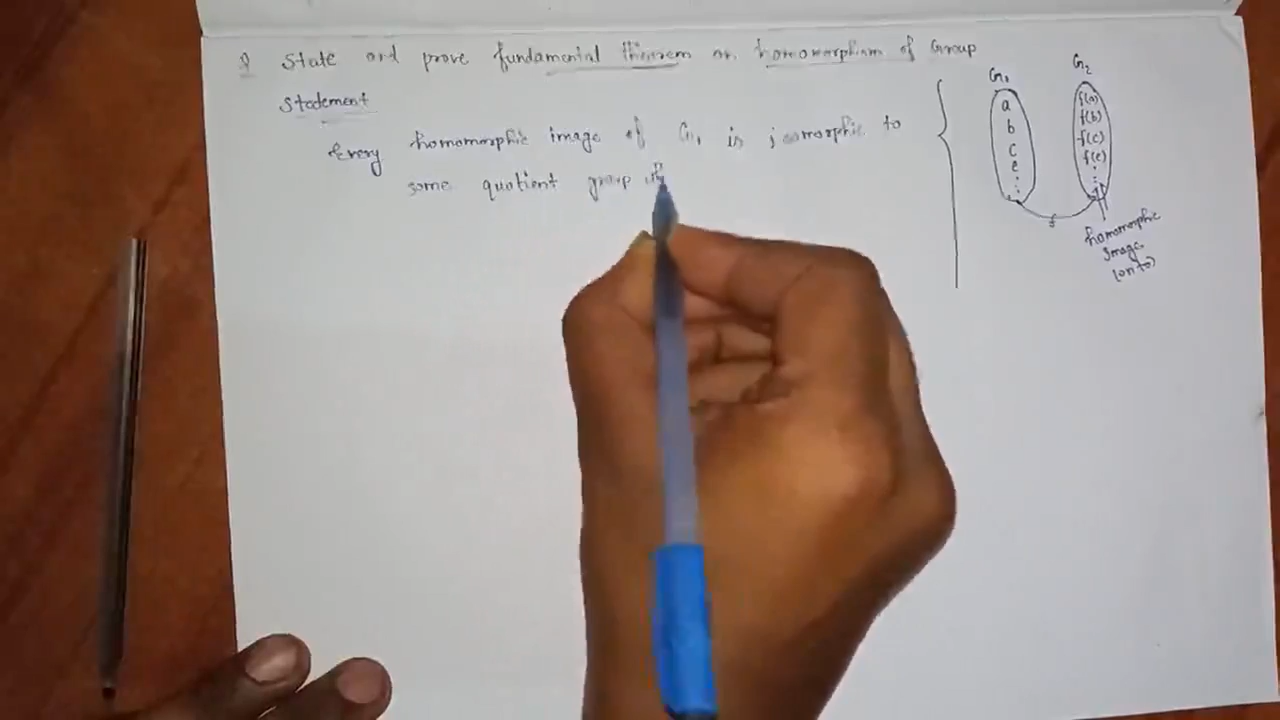 Q State and prove fundamental theorem on homomorphism of Group
Statement
Every homomorphic image of G1 is isomorphic to
some quotient group
G1
a
b
c
e
G2
f(a)
f(b)
f(c)
f(e)
f
homomorphic
image
(onto)